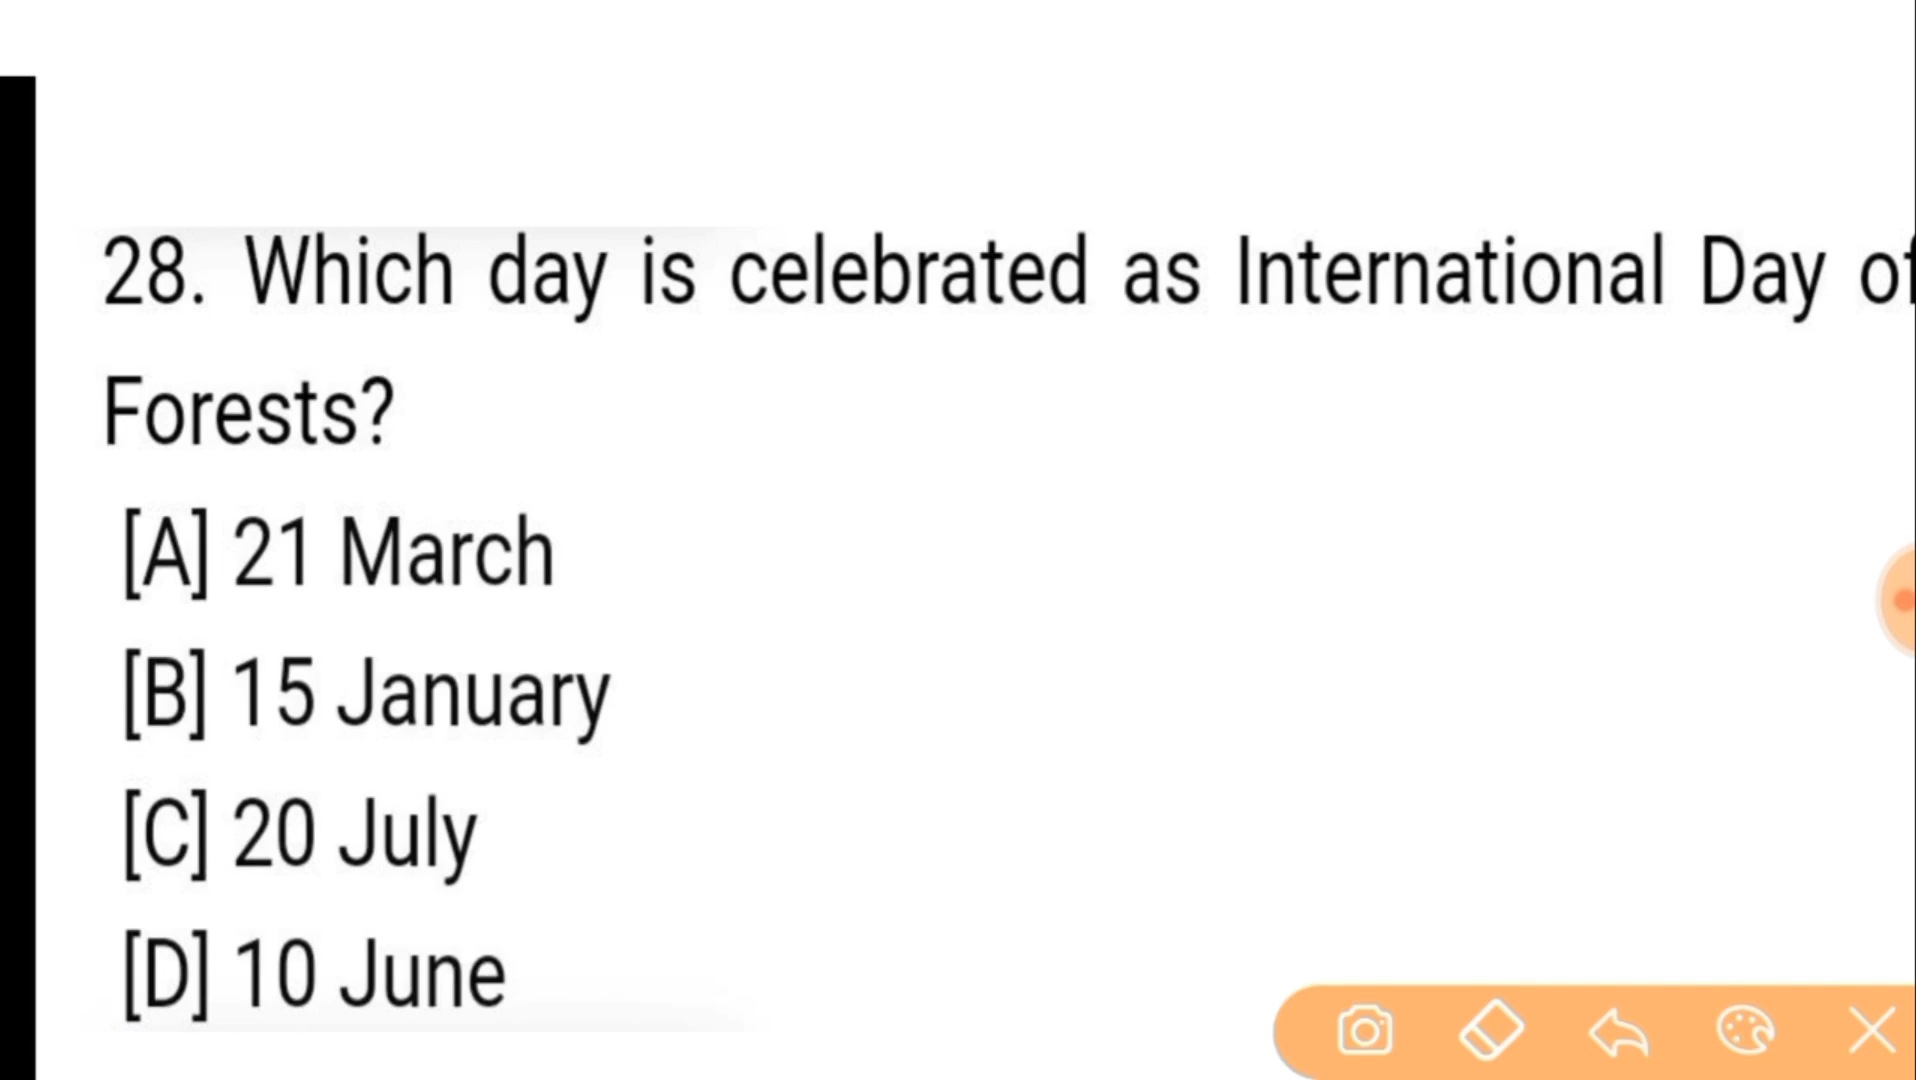 28. Which day is celebrated as International Day of
Forests?
[A] 21 March
[B] 15 January
[C] 20 July
[D] 10 June